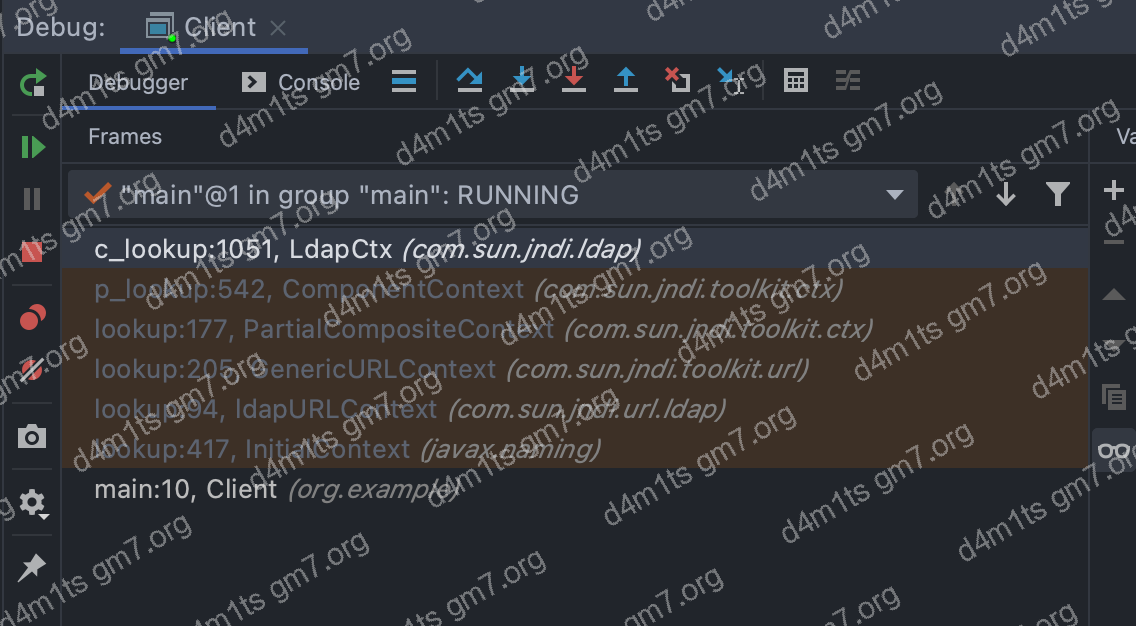 Debug: Client
Debugger Console
Frames Va
"main"@1 in group "main": RUNNING
c_lookup:1051, LdapCtx (com.sun.jndi.ldap)
p_lookup:542, ComponentContext (com.sun.jndi.toolkit.ctx)
lookup:177, PartialCompositeContext (com.sun.jndi.toolkit.ctx)
lookup:205, GenericURLContext (com.sun.jndi.toolkit.url)
lookup:94, ldapURLContext (com.sun.jndi.url.ldap)
lookup:417, InitialContext (javax.naming)
main:10, Client (org.example)
d4m1ts gm7.org